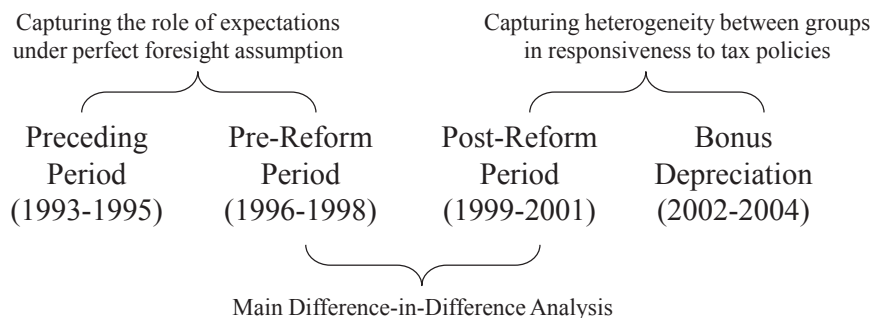 Capturing the role of expectations
under perfect foresight assumption
Capturing heterogeneity between groups
in responsiveness to tax policies
Preceding
Period
(1993-1995)
Pre-Reform
Period
(1996-1998)
Post-Reform
Period
(1999-2001)
Bonus
Depreciation
(2002-2004)
Main Difference-in-Difference Analysis